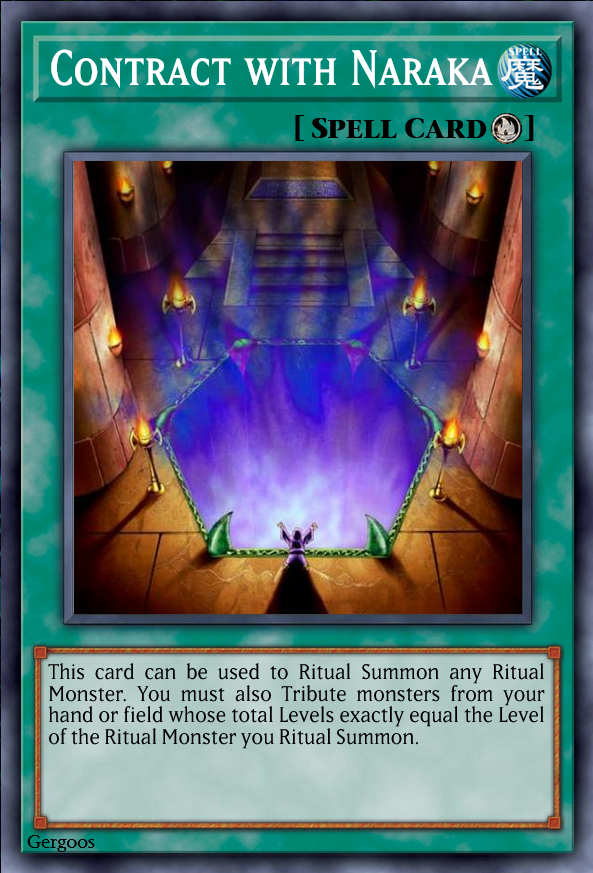 CONTRACT WITH NARAKA
SPELL
魔
[ SPELL CARD ]
This card can be used to Ritual Summon any Ritual
Monster. You must also Tribute monsters from your
hand or field whose total Levels exactly equal the Level
of the Ritual Monster you Ritual Summon.
Gergoos